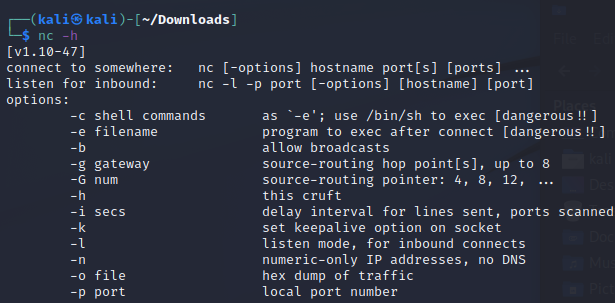 ┌──(kali㉿kali)-[~/Downloads]
└─$ nc -h
[v1.10-47]
connect to somewhere:   nc [-options] hostname port[s] [ports] ...
listen for inbound:     nc -l -p port [-options] [hostname] [port]
options:
        -c shell commands       as `-e'; use /bin/sh to exec [dangerous!!]
        -e filename             program to exec after connect [dangerous!!]
        -b                      allow broadcasts
        -g gateway              source-routing hop point[s], up to 8
        -G num                  source-routing pointer: 4, 8, 12, ...
        -h                      this cruft
        -i secs                 delay interval for lines sent, ports scanned
        -k                      set keepalive option on socket
        -l                      listen mode, for inbound connects
        -n                      numeric-only IP addresses, no DNS
        -o file                 hex dump of traffic
        -p port                 local port number
File
Places
kali